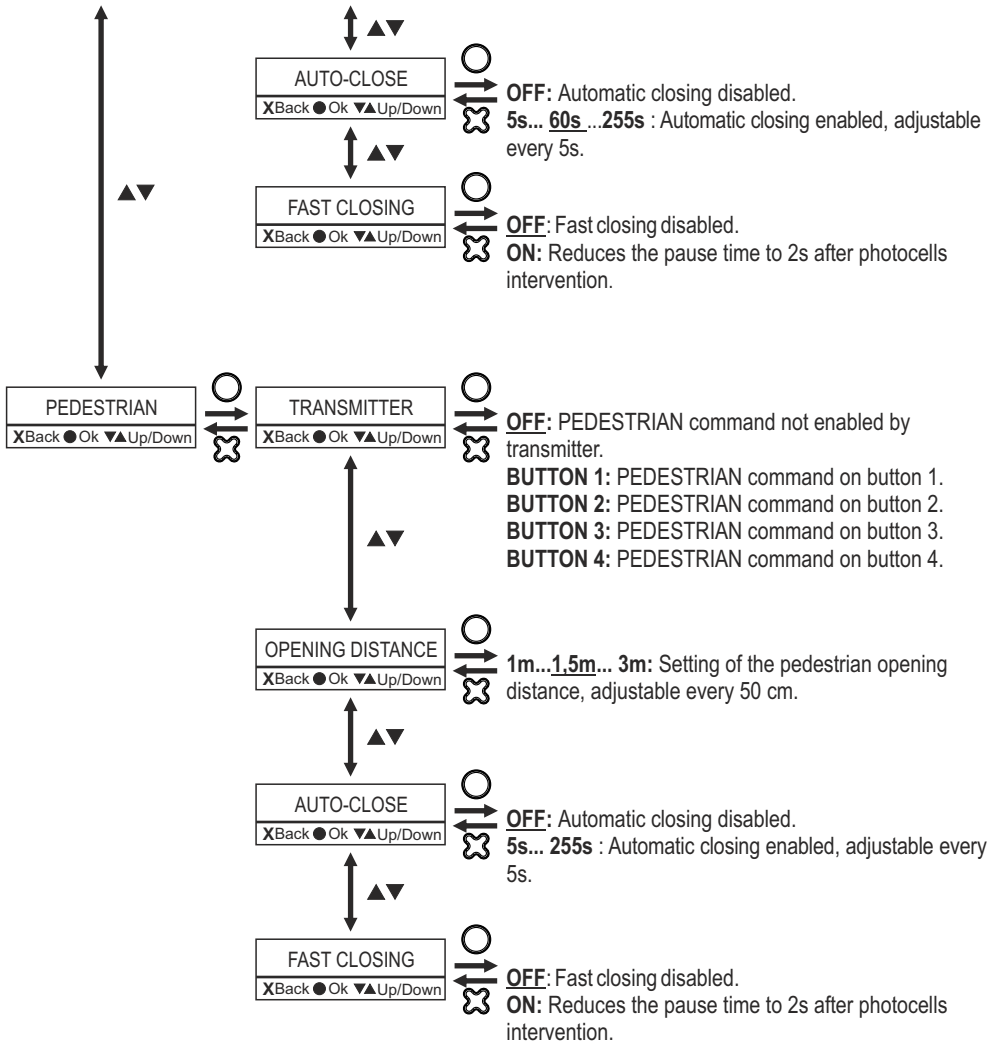 ▲▼
AUTO-CLOSE
XBack ● Ok ▼▲Up/Down
OFF: Automatic closing disabled.
5s... 60s ...255s : Automatic closing enabled, adjustable
every 5s.
▲▼
▲▼
FAST CLOSING
XBack ● Ok ▼▲Up/Down
OFF: Fast closing disabled.
ON: Reduces the pause time to 2s after photocells
intervention.
PEDESTRIAN
XBack ● Ok ▼▲Up/Down
TRANSMITTER
XBack ● Ok ▼▲Up/Down
OFF: PEDESTRIAN command not enabled by
transmitter.
BUTTON 1: PEDESTRIAN command on button 1.
BUTTON 2: PEDESTRIAN command on button 2.
BUTTON 3: PEDESTRIAN command on button 3.
BUTTON 4: PEDESTRIAN command on button 4.
▲▼
OPENING DISTANCE
XBack ● Ok ▼▲Up/Down
1m...1,5m... 3m: Setting of the pedestrian opening
distance, adjustable every 50 cm.
▲▼
AUTO-CLOSE
XBack ● Ok ▼▲Up/Down
OFF: Automatic closing disabled.
5s... 255s : Automatic closing enabled, adjustable every
5s.
▲▼
FAST CLOSING
XBack ● Ok ▼▲Up/Down
OFF: Fast closing disabled.
ON: Reduces the pause time to 2s after photocells
intervention.